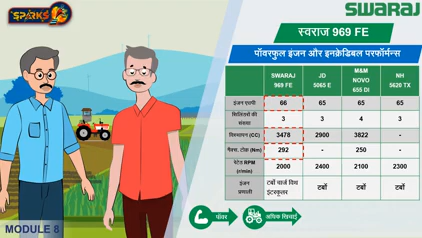 SPARKS
SWARAJ
स्वराज 969 FE
पॉवरफुल इंजन और इनक्रेडिबल परफॉर्मन्स
SWARAJ 969 FE
JD 5065 E
M&M NOVO 655 DI
NH 5620 TX
इंजन एचपी 66 65 65 65
सिलिंडरों की संख्या 3 3 4 3
विस्थापन (CC) 3478 2900 3822 -
मैक्स. टॉर्क (Nm) 292 - 250 -
रेटेड RPM (r/min) 2000 2400 2100 2300
इंजन प्रणाली टर्बो चार्ज विथ इंटरकूलर टर्बो टर्बो टर्बो
पॉवर
अधिक खिंचाई
MODULE 8